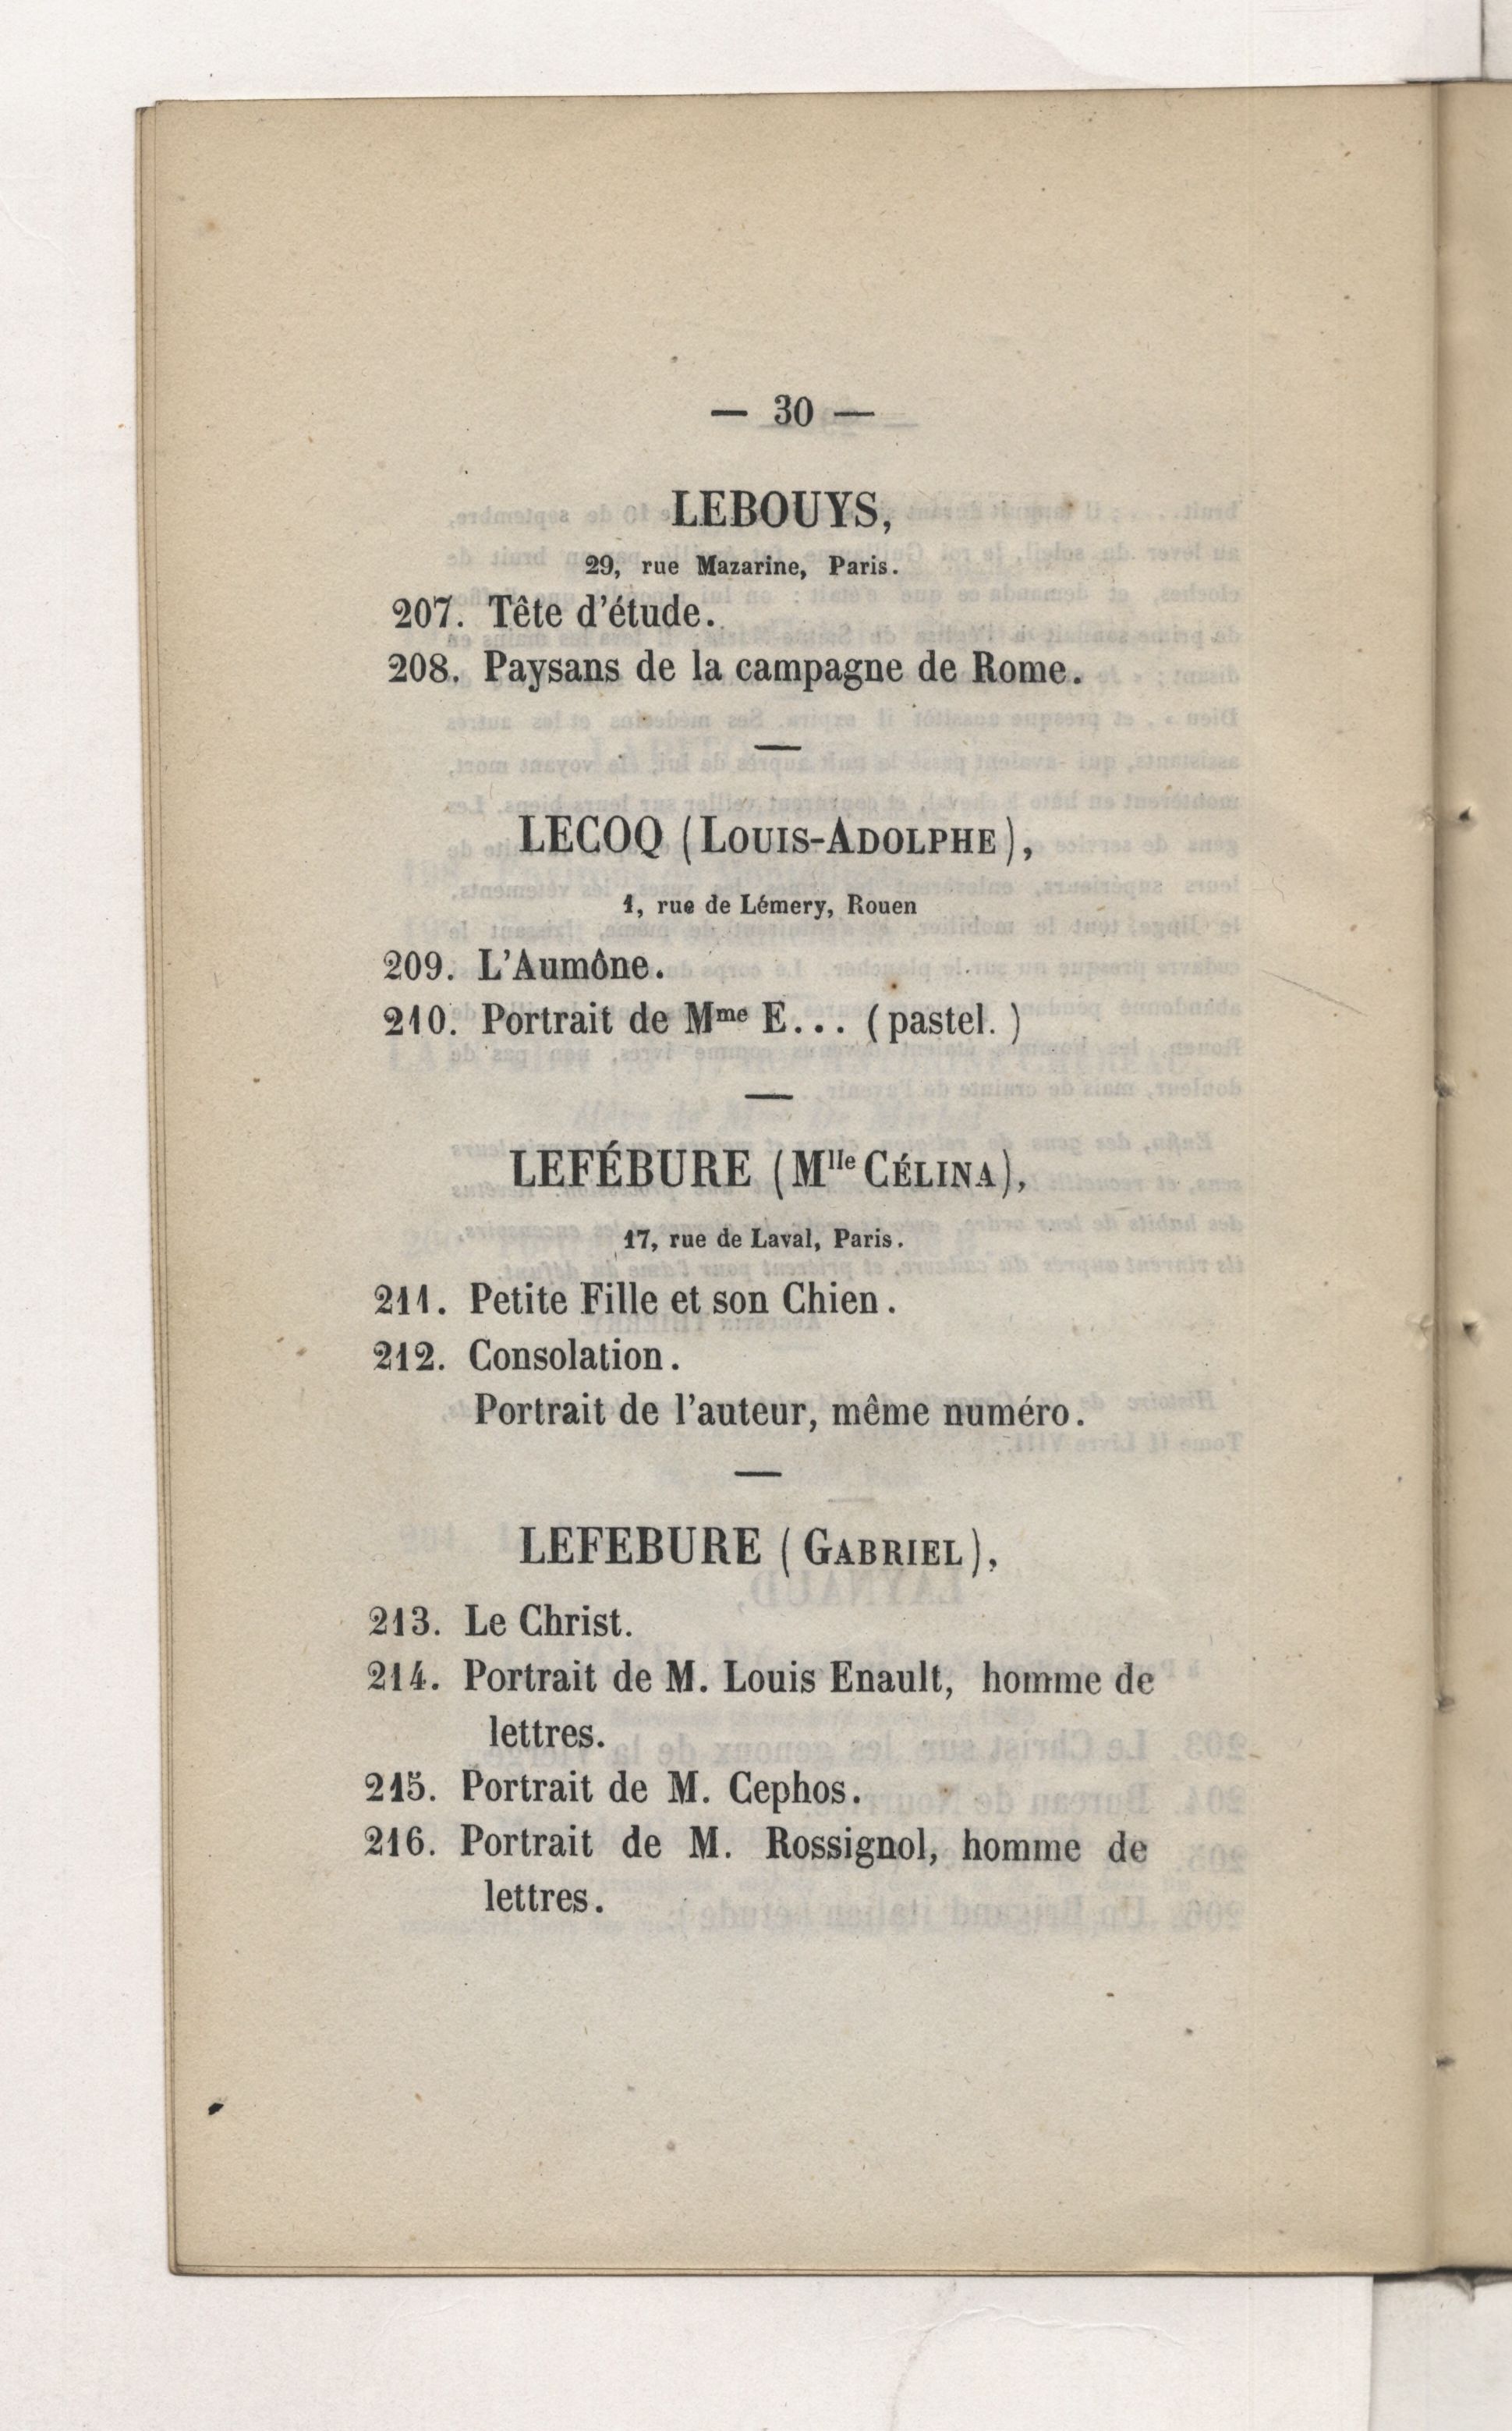 — 30 —
LEBOUYS,
29, rue Mazarine, Paris.
207. Tête d'étude.
208. Paysans de la campagne de Rome.
LECOQ (LOUIS-ADOLPHE),
1, rue de Lémery, Rouen
209. L'Aumône.
210. Portrait de Mme E... (pastel.)
LEFÉBURE (Mlle CÉLINA),
17, rue de Laval, Paris.
211. Petite Fille et son Chien.
212. Consolation.
Portrait de l'auteur, même numéro.
LEFEBURE (GABRIEL),
213. Le Christ.
214. Portrait de M. Louis Enault, homme de
lettres.
215. Portrait de M. Cephos.
216. Portrait de M. Rossignol, homme de
lettres.